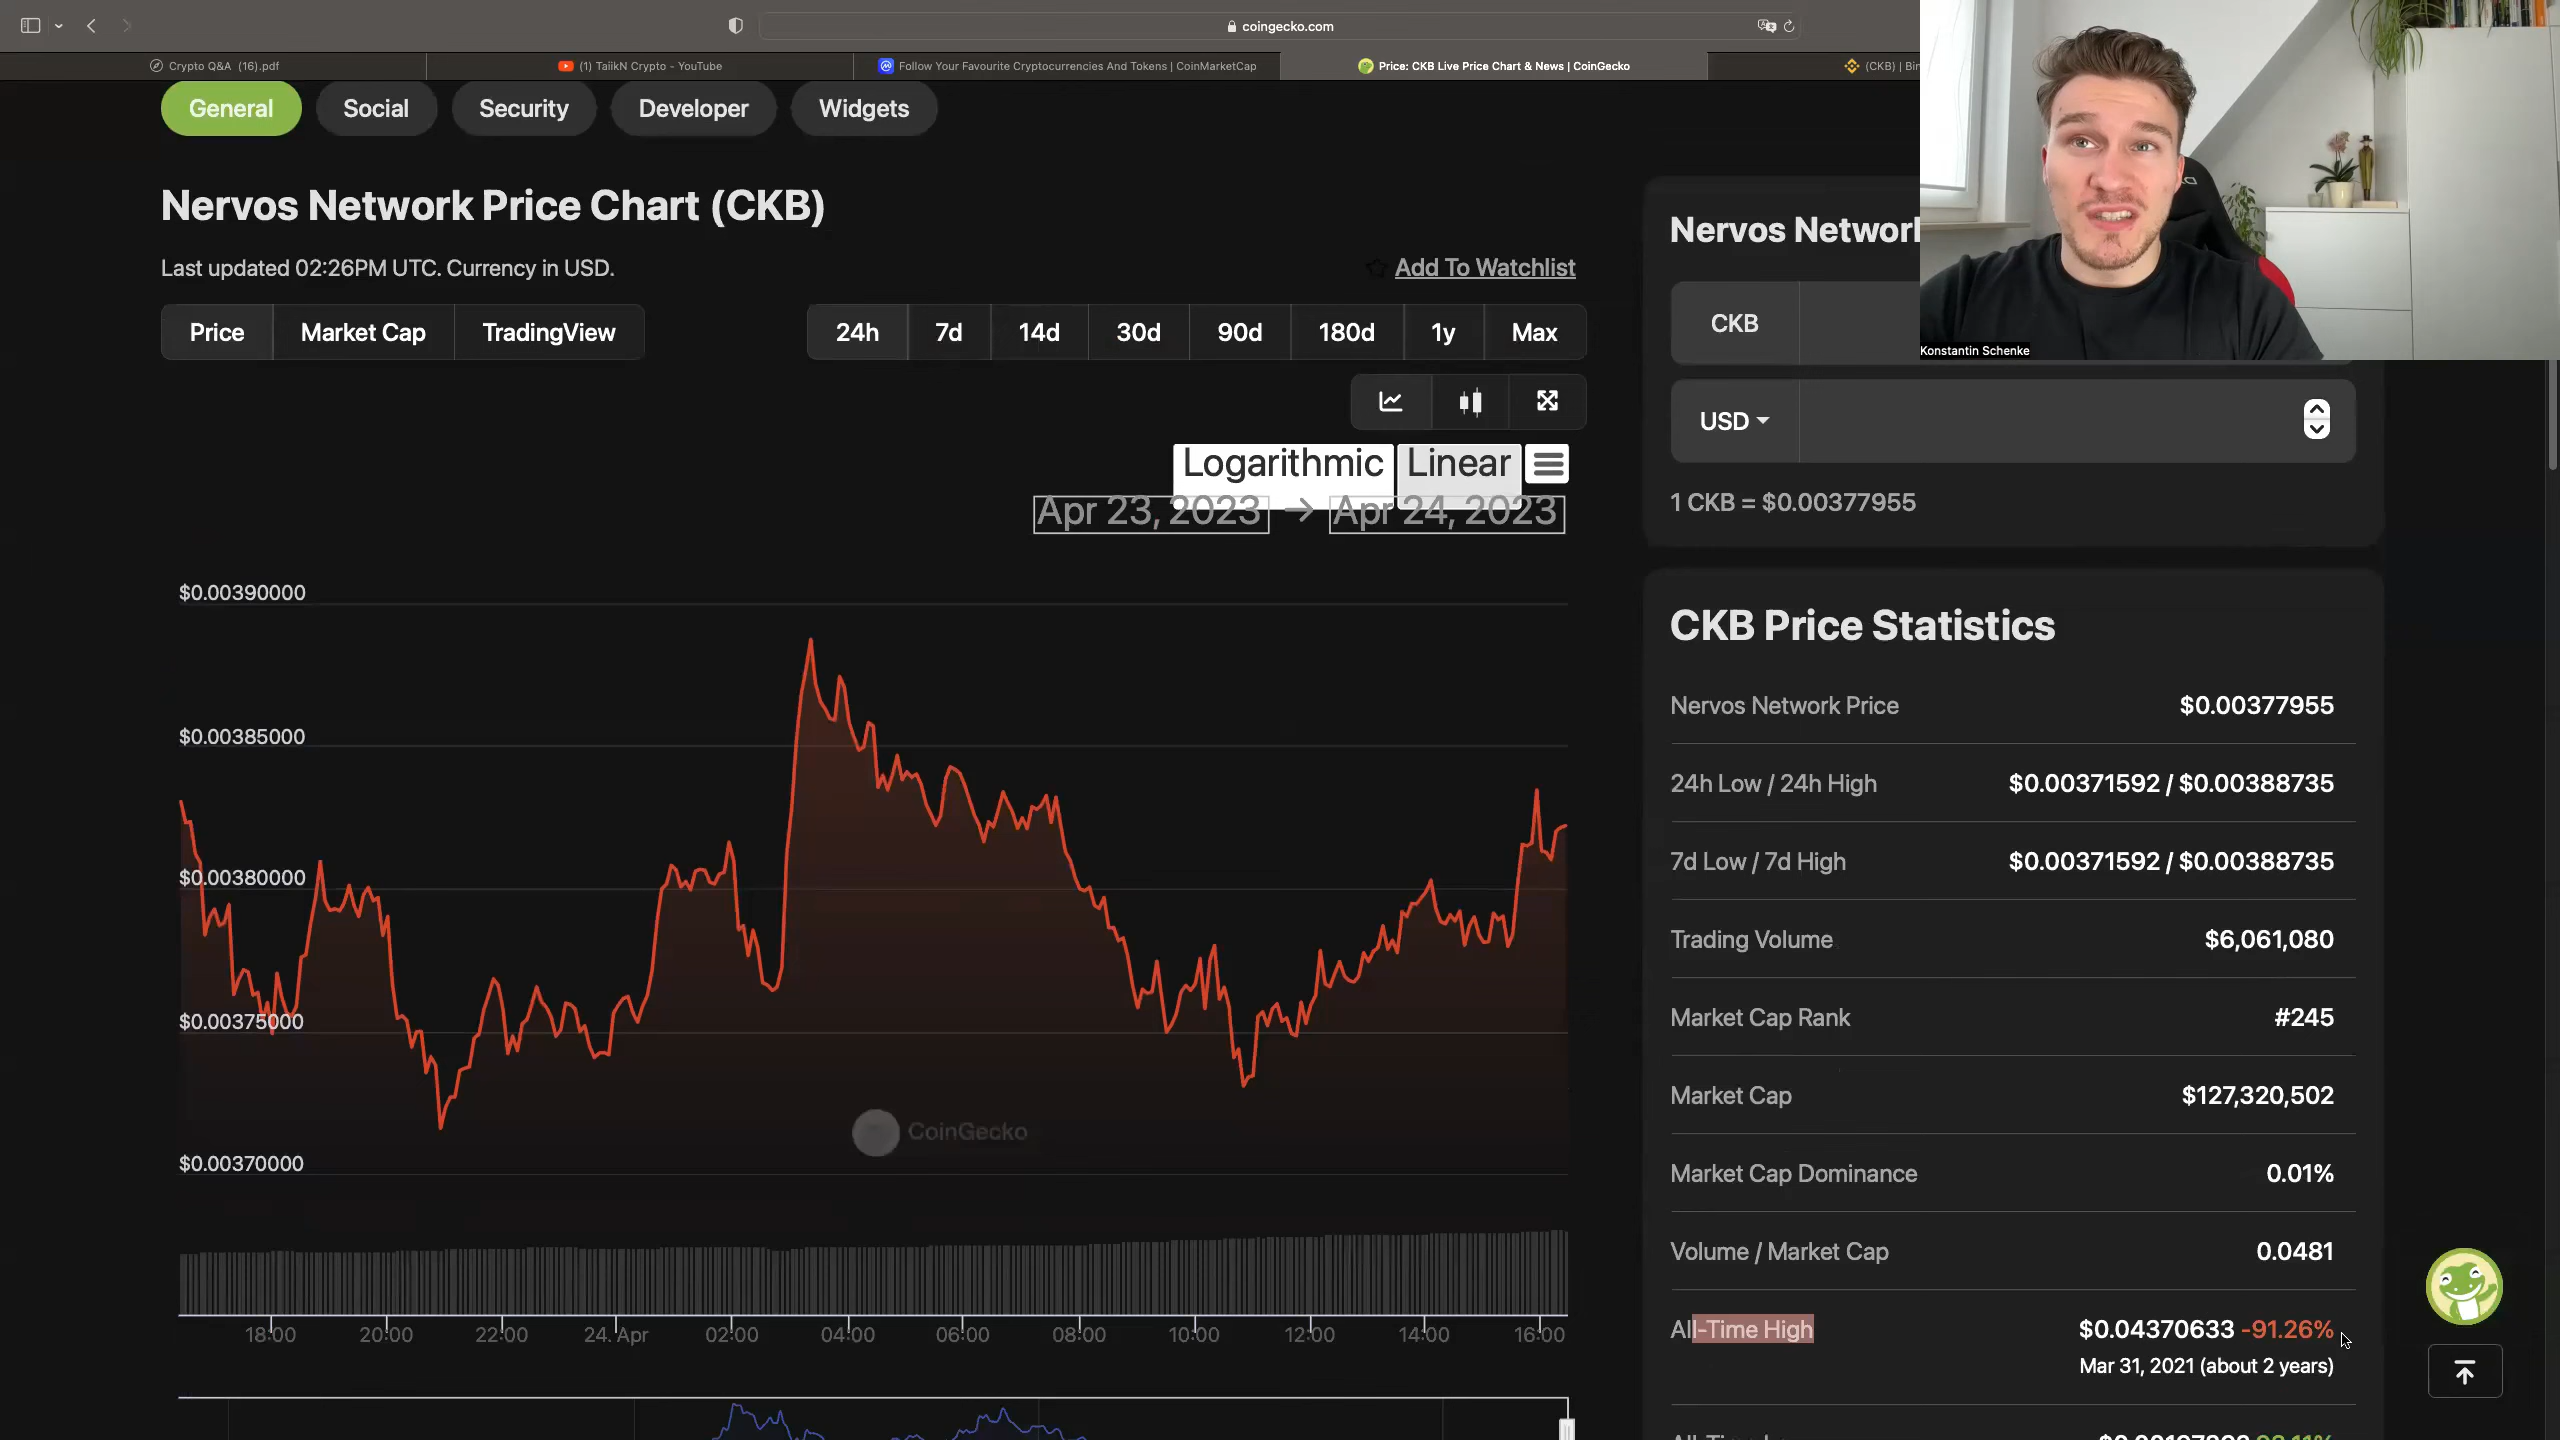 coingecko.com
Crypto Q&A (16).pdf
(1) TaiikN Crypto - YouTube
Follow Your Favourite Cryptocurrencies And Tokens | CoinMarketCap
Price: CKB Live Price Chart & News | CoinGecko
(CKB) | Bin
General
Social
Security
Developer
Widgets
Nervos Network Price Chart (CKB)
Last updated 02:26PM UTC. Currency in USD.
Add To Watchlist
Price
Market Cap
TradingView
24h
7d
14d
30d
90d
180d
1y
Max
Logarithmic
Linear
Apr 23, 2023 → Apr 24, 2023
$0.00390000
$0.00385000
$0.00380000
$0.00375000
$0.00370000
CoinGecko
18:00
20:00
22:00
24. Apr
02:00
04:00
06:00
08:00
10:00
12:00
14:00
16:00
Nervos Network
Konstantin Schenke
CKB
USD
1 CKB = $0.00377955
CKB Price Statistics
Nervos Network Price $0.00377955
24h Low / 24h High $0.00371592 / $0.00388735
7d Low / 7d High $0.00371592 / $0.00388735
Trading Volume $6,061,080
Market Cap Rank #245
Market Cap $127,320,502
Market Cap Dominance 0.01%
Volume / Market Cap 0.0481
All-Time High $0.04370633 -91.26%
Mar 31, 2021 (about 2 years)